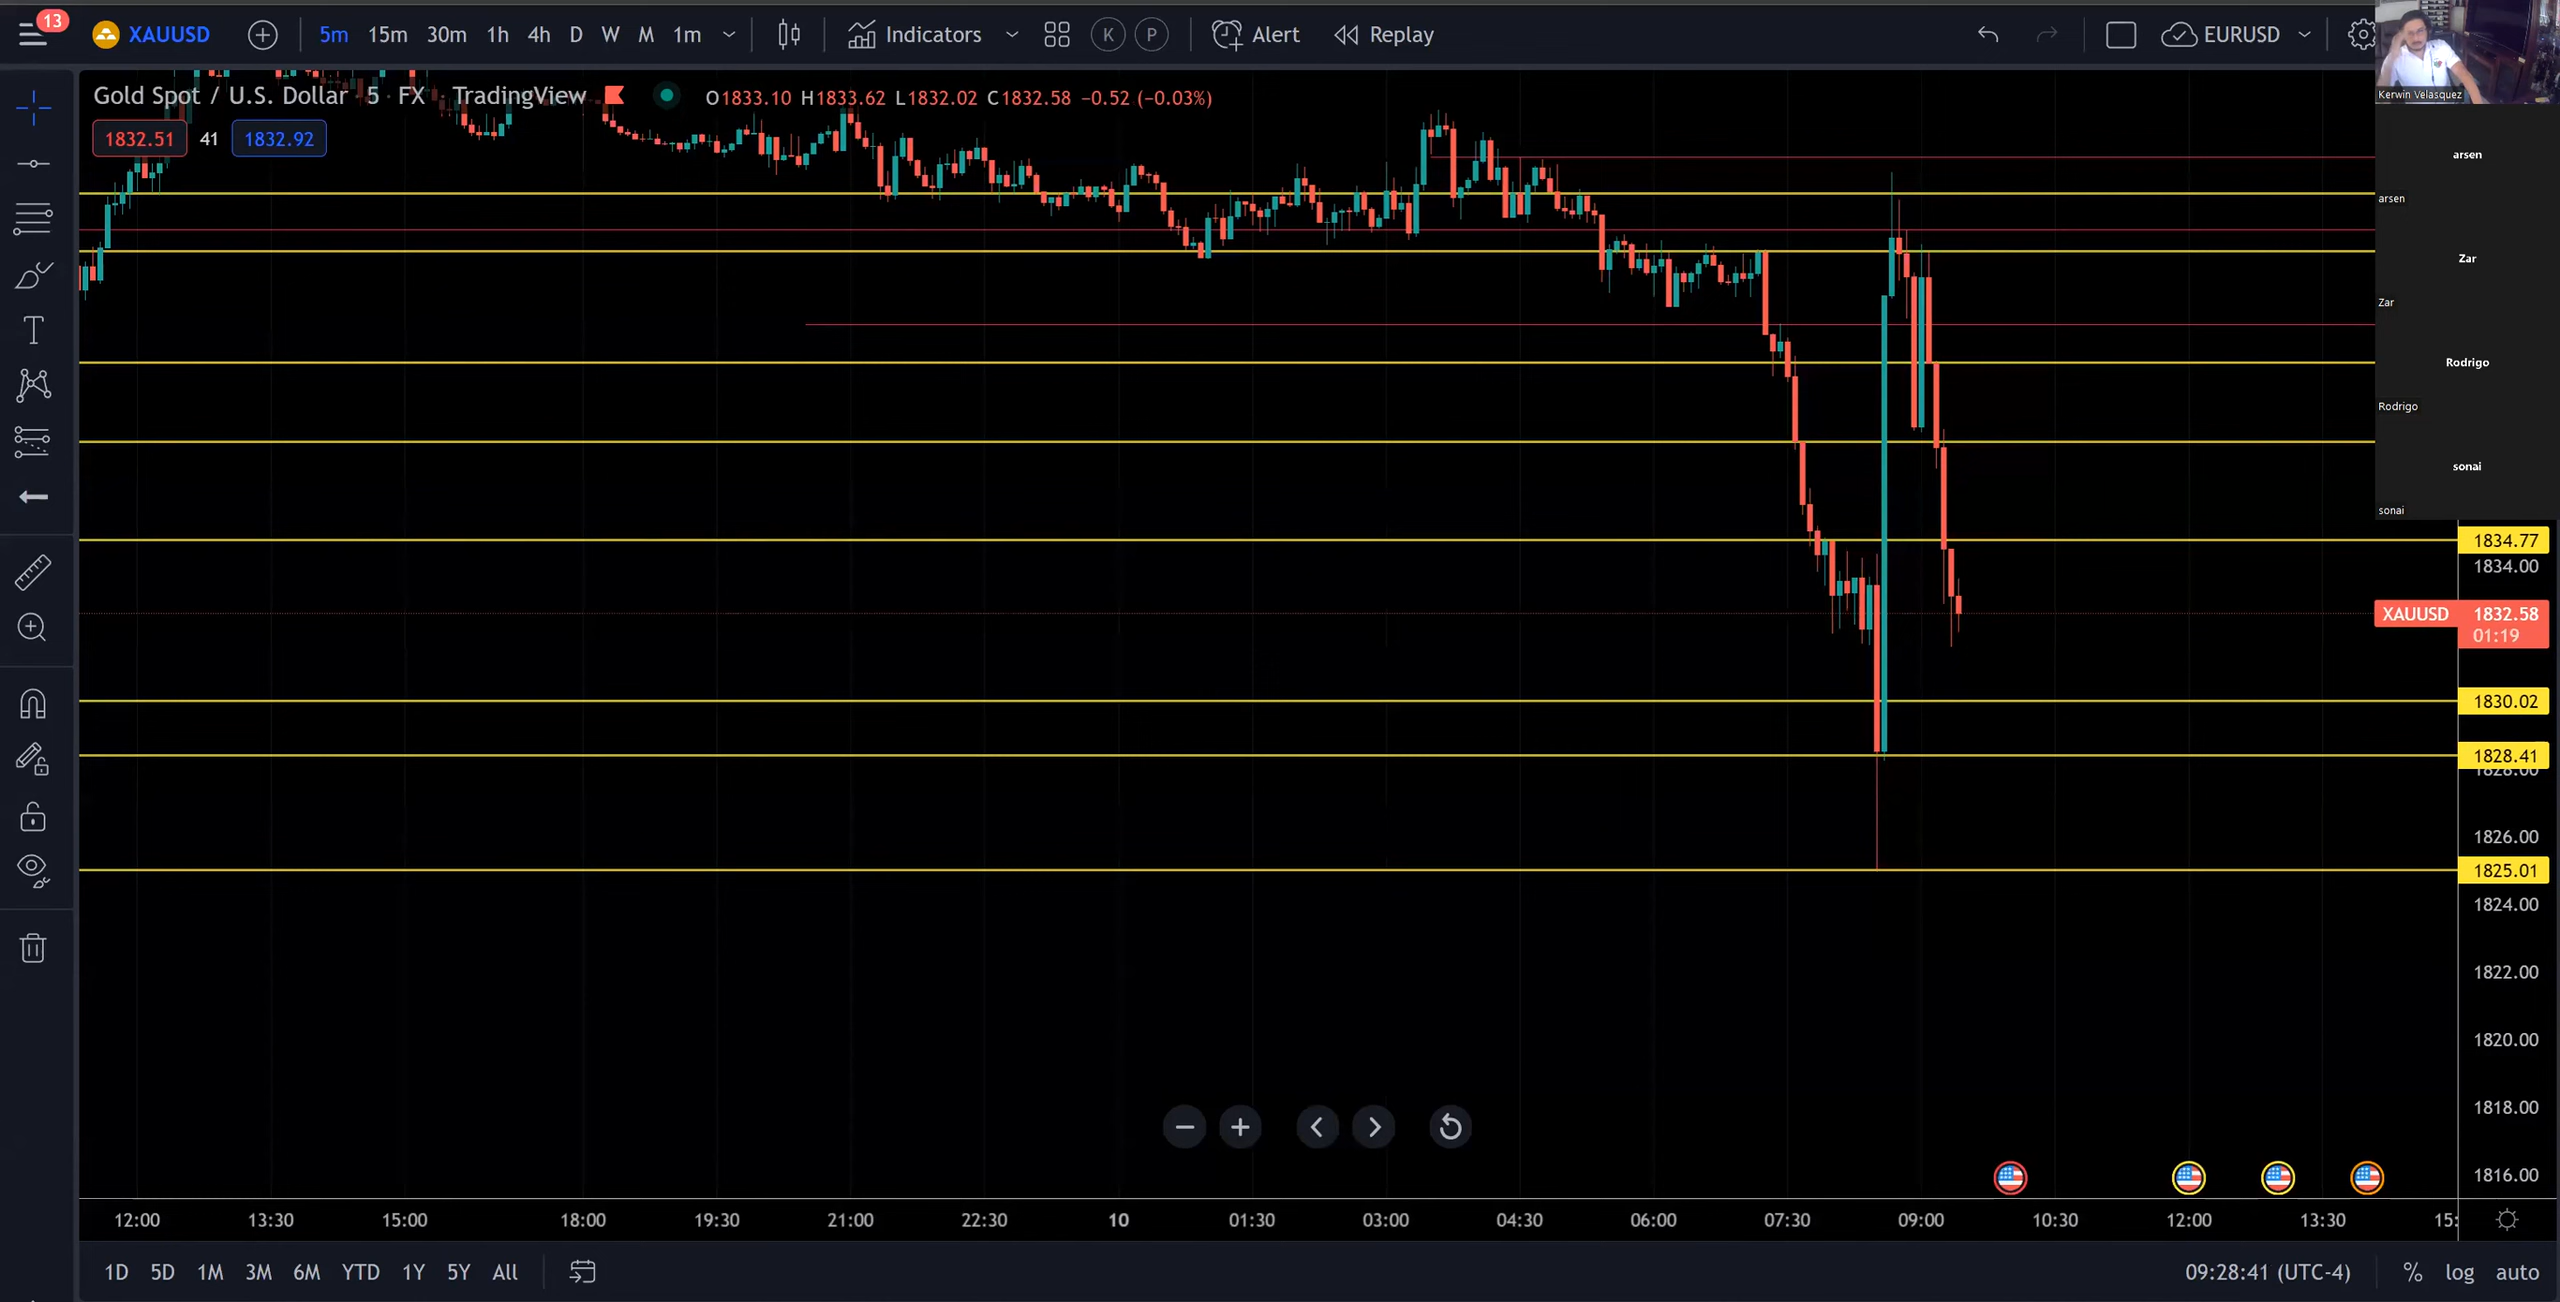 13
XAUUSD 5m 15m 30m 1h 4h D W M 1m Indicators K P Alert Replay EURUSD
Gold Spot / U.S. Dollar · 5 · FX · TradingView O1833.10 H1833.62 L1832.02 C1832.58 −0.52 (−0.03%)
1832.51 41 1832.92
Kerwin Velasquez
arsen
arsen
Zar
Zar
Rodrigo
Rodrigo
sonai
sonai
1834.77
1834.00
XAUUSD 1832.58
01:19
1830.02
1828.41
1828.00
1826.00
1825.01
1824.00
1822.00
1820.00
1818.00
1816.00
12:00 13:30 15:00 18:00 19:30 21:00 22:30 10 01:30 03:00 04:30 06:00 07:30 09:00 10:30 12:00 13:30 15:
1D 5D 1M 3M 6M YTD 1Y 5Y All 09:28:41 (UTC-4) % log auto